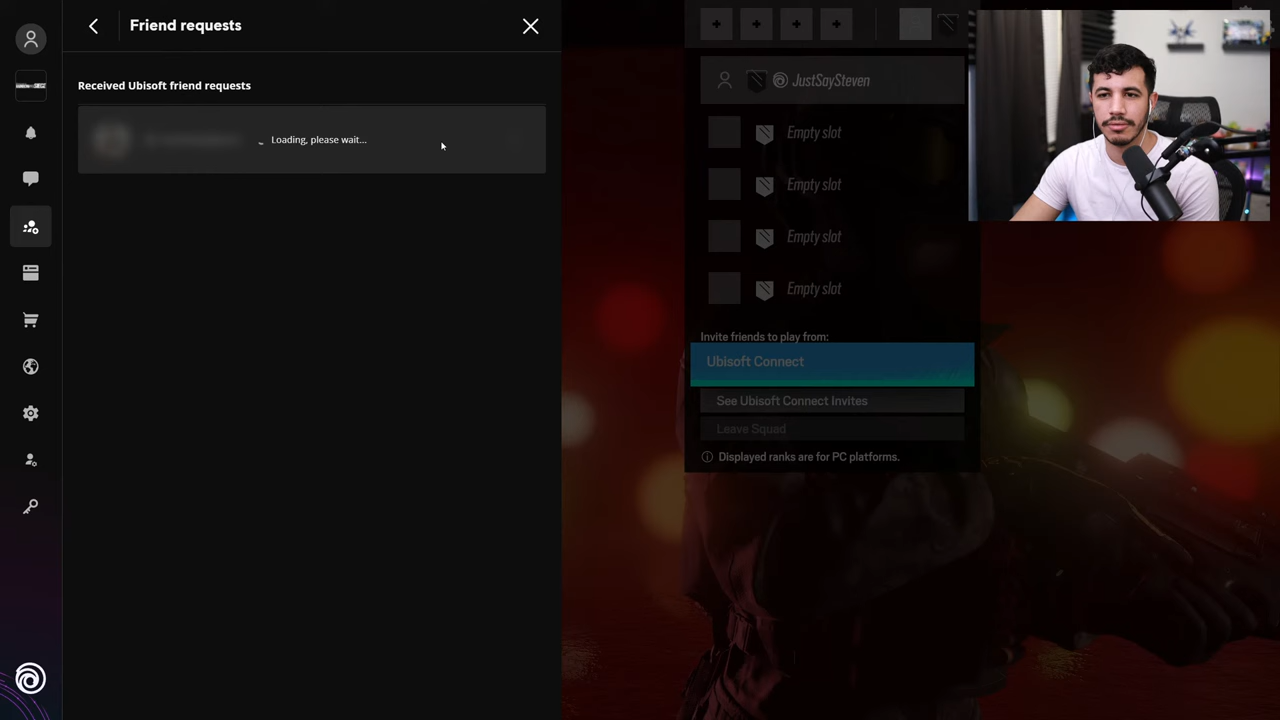 Friend requests
Received Ubisoft friend requests
Loading, please wait...
JustSaySteven
Empty slot
Empty slot
Empty slot
Empty slot
Invite friends to play from:
Ubisoft Connect
See Ubisoft Connect Invites
Leave Squad
Displayed ranks are for PC platforms.